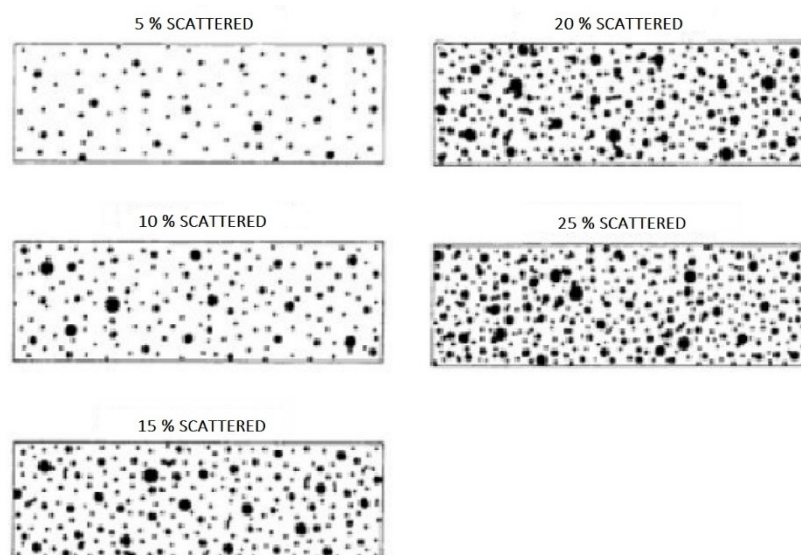 5 % SCATTERED
20 % SCATTERED
10 % SCATTERED
25 % SCATTERED
15 % SCATTERED